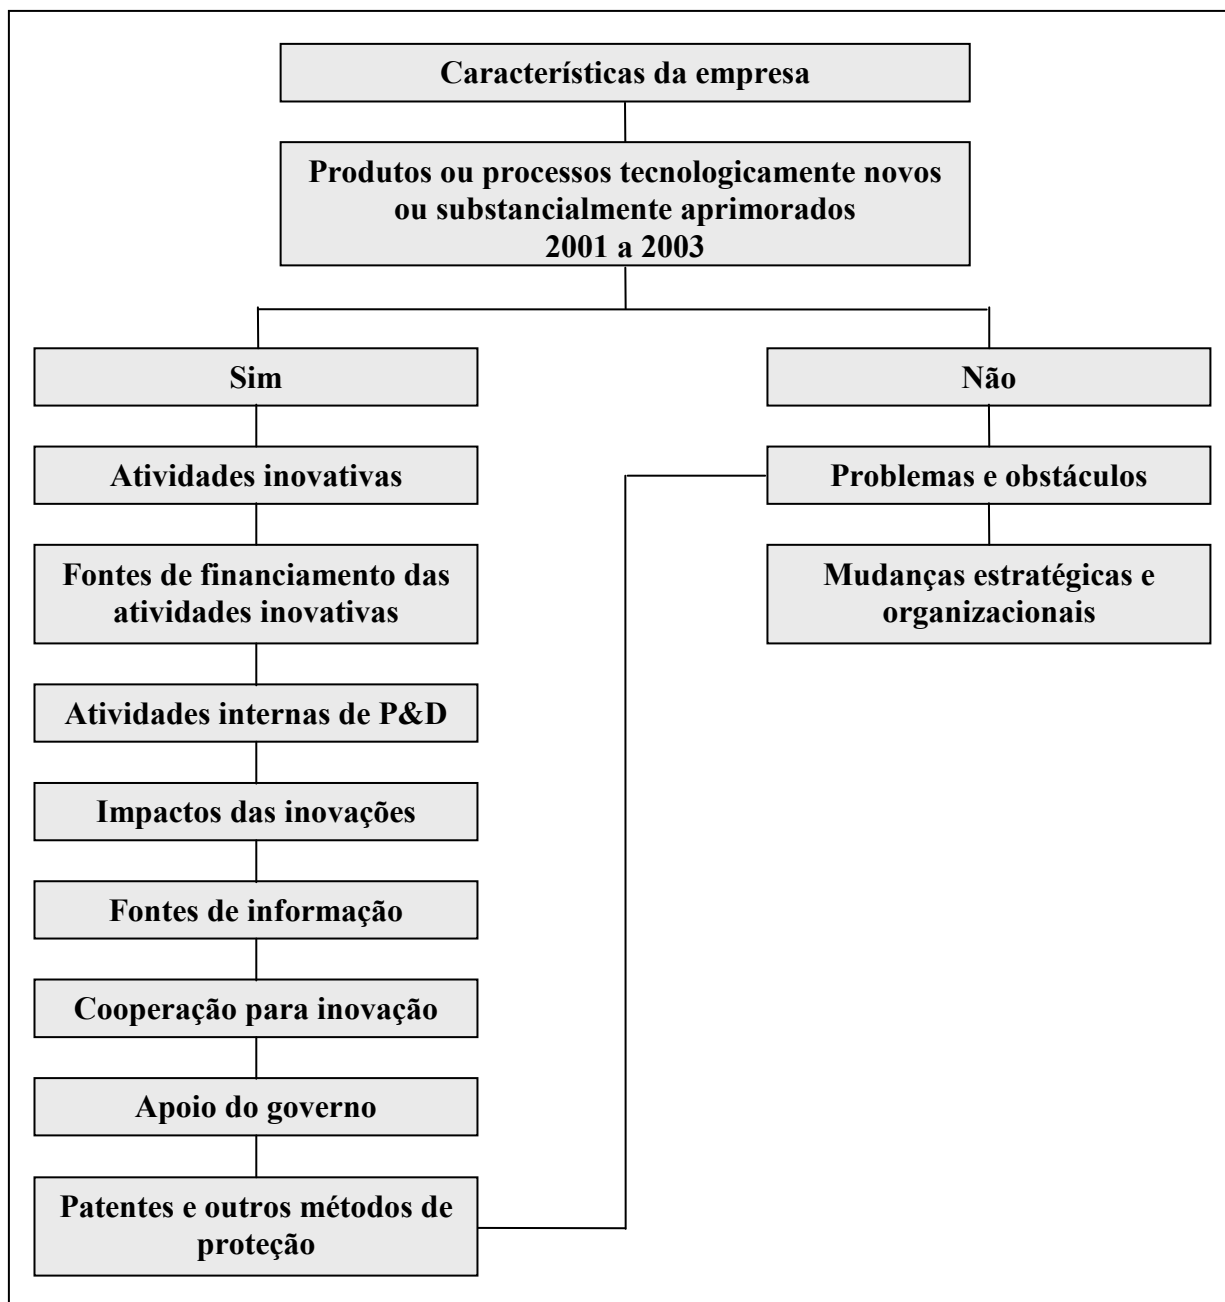 Características da empresa
Produtos ou processos tecnologicamente novos
ou substancialmente aprimorados
2001 a 2003
Sim
Não
Atividades inovativas
Problemas e obstáculos
Fontes de financiamento das
atividades inovativas
Mudanças estratégicas e
organizacionais
Atividades internas de P&D
Impactos das inovações
Fontes de informação
Cooperação para inovação
Apoio do governo
Patentes e outros métodos de
proteção